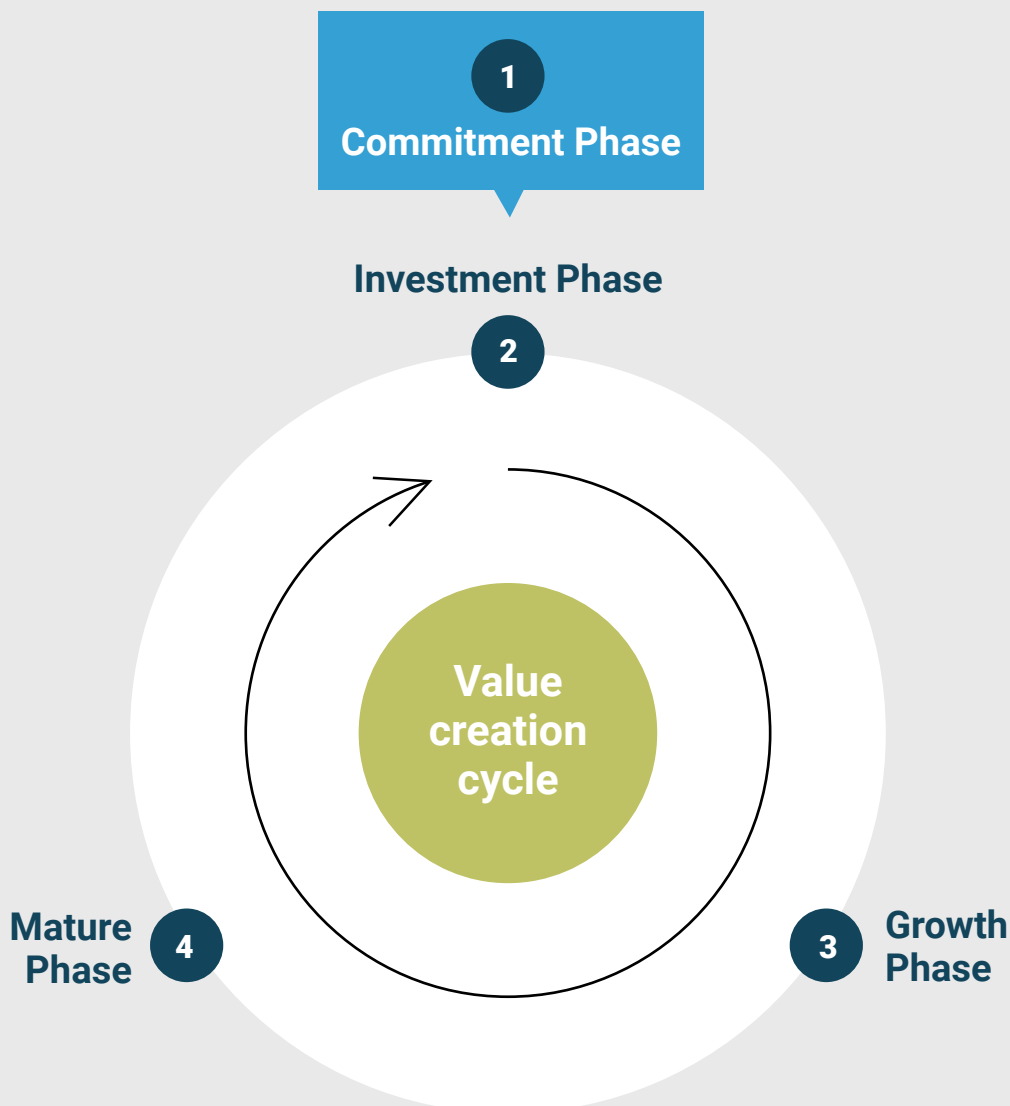 1
Commitment Phase
Investment Phase
2
Value
creation
cycle
Mature
Phase
4
3
Growth
Phase